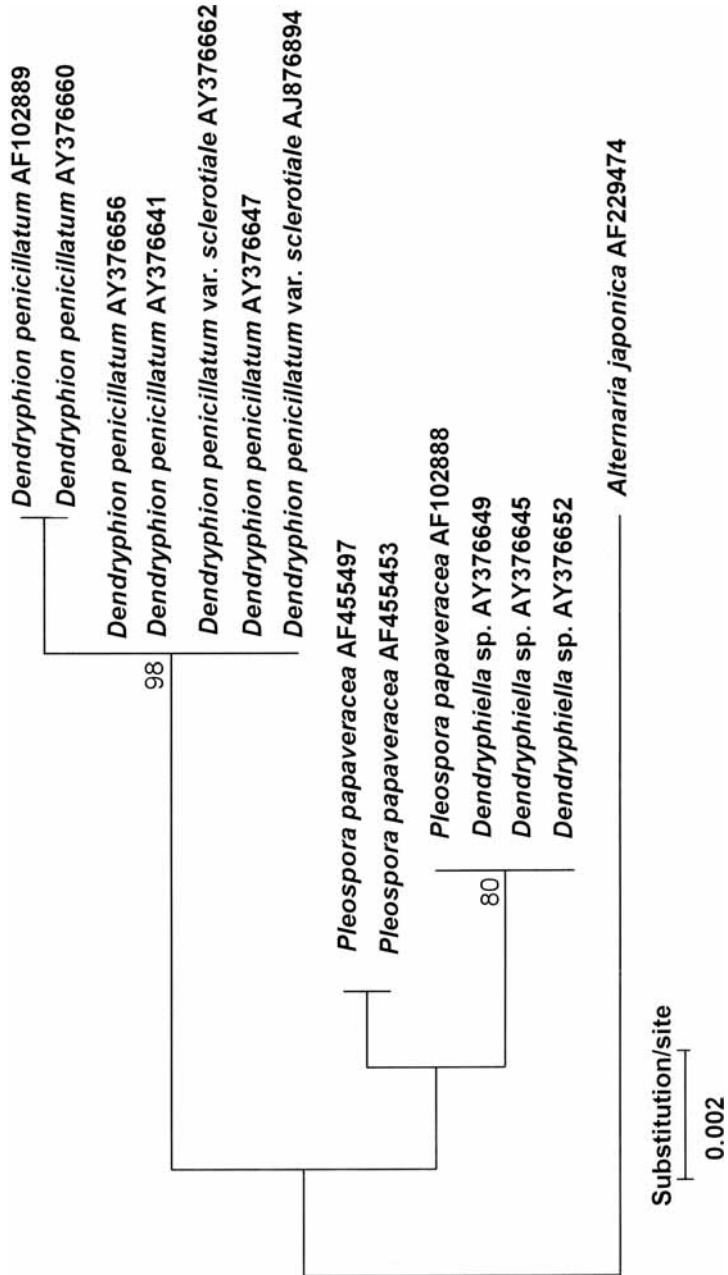 Dendryphion penicillatum AF102889
Dendryphion penicillatum AY376660
Dendryphion penicillatum AY376656
Dendryphion penicillatum AY376641
Dendryphion penicillatum var. sclerotiale AY376662
Dendryphion penicillatum AY376647
Dendryphion penicillatum var. sclerotiale AJ876894
98
Pleospora papaveracea AF455497
Pleospora papaveracea AF455453
Pleospora papaveracea AF102888
Dendryphiella sp. AY376649
Dendryphiella sp. AY376645
Dendryphiella sp. AY376652
80
Alternaria japonica AF229474
Substitution/site
0.002